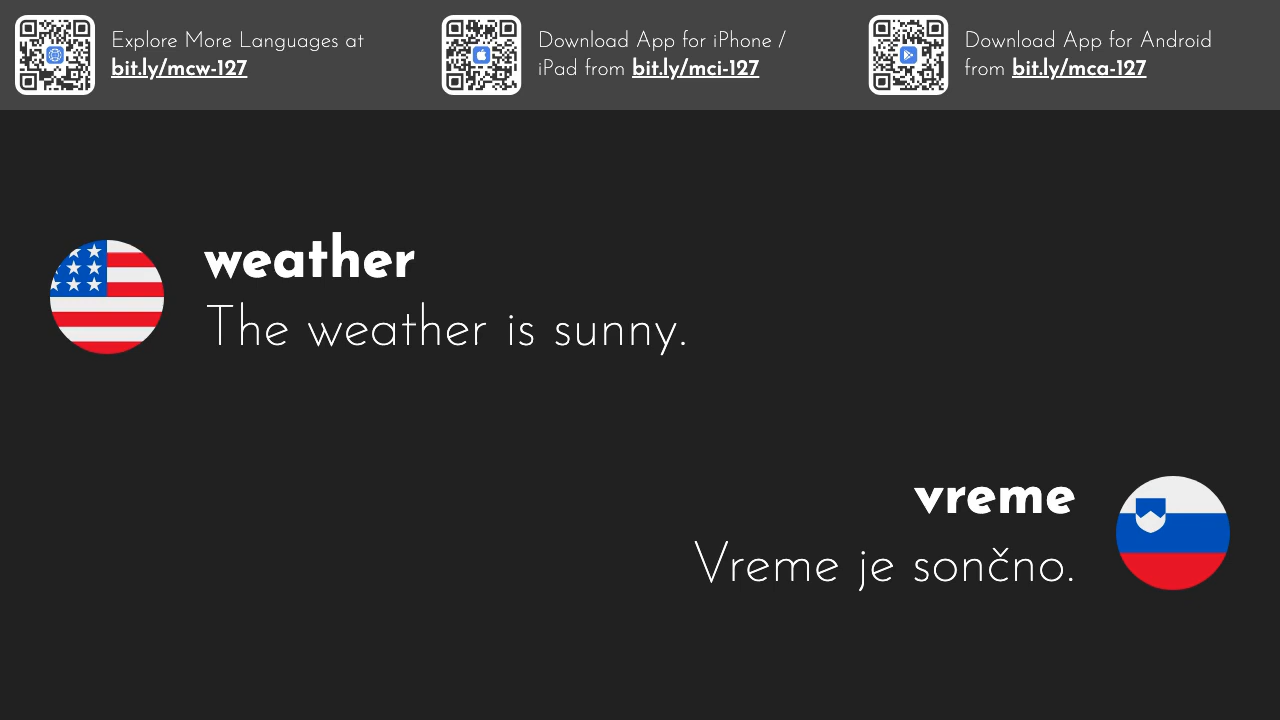 Explore More Languages at
bit.ly/mcw-127
Download App for iPhone /
iPad from bit.ly/mci-127
Download App for Android
from bit.ly/mca-127
weather
The weather is sunny.
vreme
Vreme je sončno.